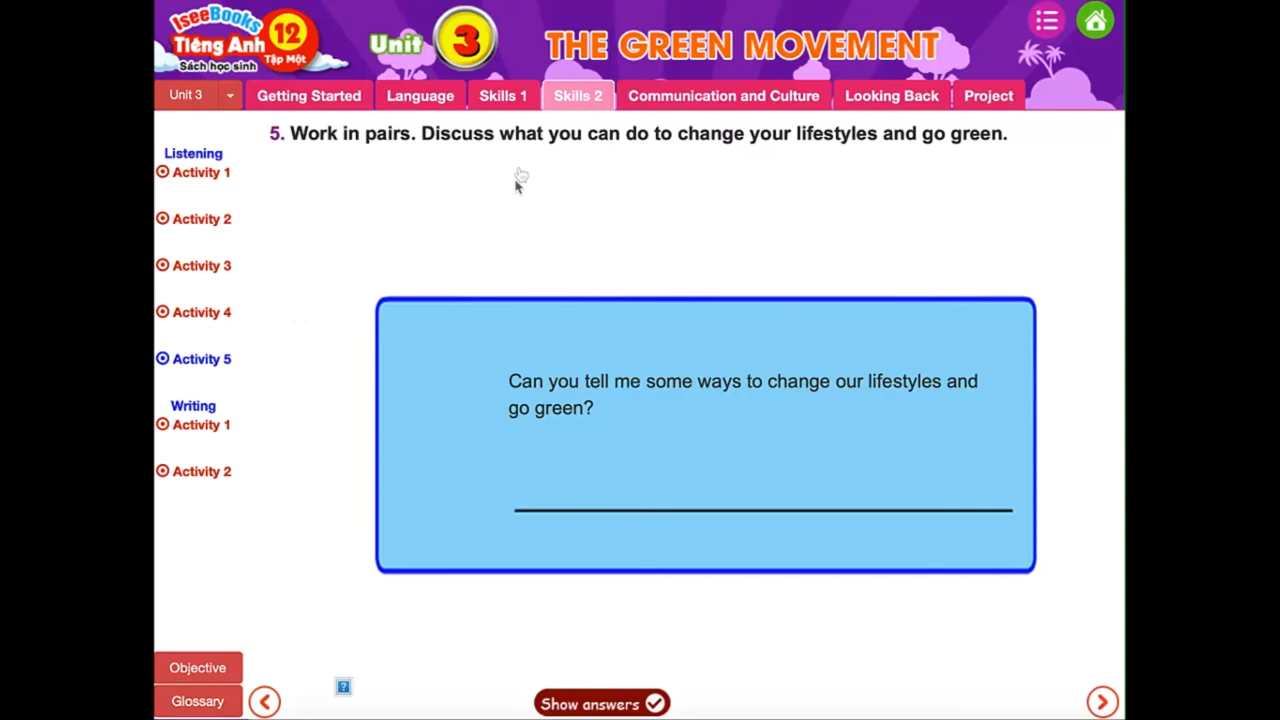 IseeBooks
Tiếng Anh 12
Tập Một
Sách học sinh
Unit 3
THE GREEN MOVEMENT
Unit 3
Getting Started
Language
Skills 1
Skills 2
Communication and Culture
Looking Back
Project
5. Work in pairs. Discuss what you can do to change your lifestyles and go green.
Listening
Activity 1
Activity 2
Activity 3
Activity 4
Activity 5
Writing
Activity 1
Activity 2
Can you tell me some ways to change our lifestyles and
go green?
Objective
Glossary
?
Show answers